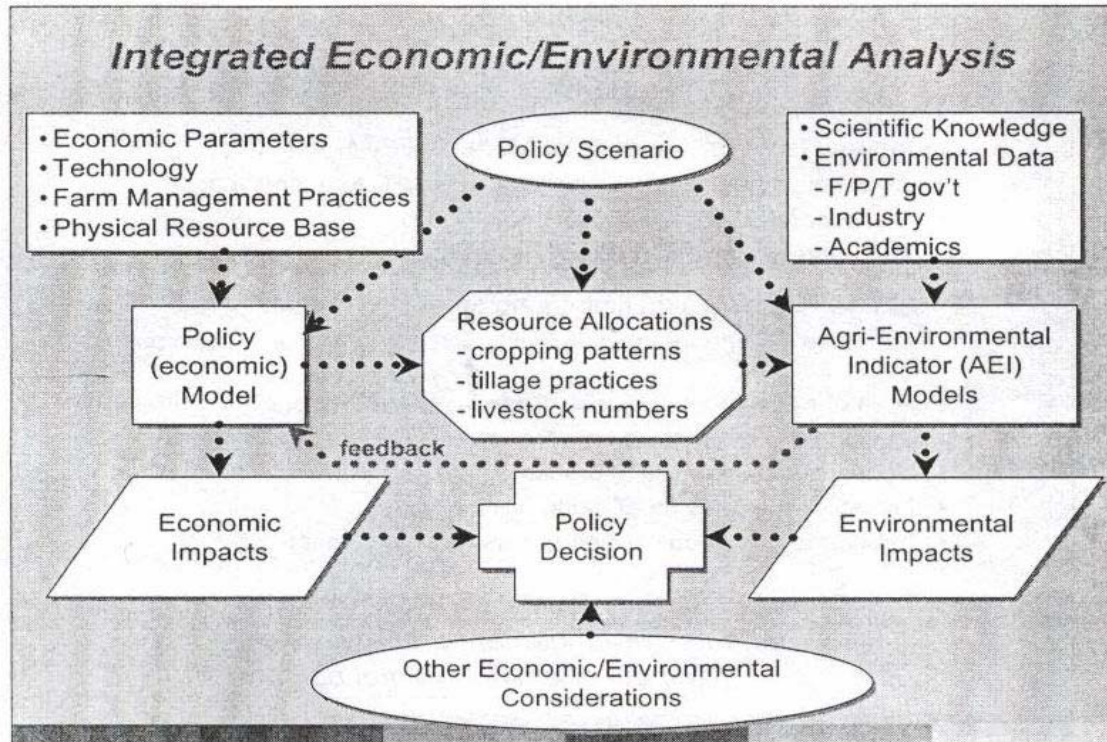 Integrated Economic/Environmental Analysis
• Economic Parameters
• Technology
• Farm Management Practices
• Physical Resource Base
Policy Scenario
• Scientific Knowledge
• Environmental Data
- F/P/T gov't
- Industry
- Academics
Policy
(economic)
Model
Resource Allocations
- cropping patterns
- tillage practices
- livestock numbers
Agri-Environmental
Indicator (AEI)
Models
feedback
Economic
Impacts
Policy
Decision
Environmental
Impacts
Other Economic/Environmental
Considerations